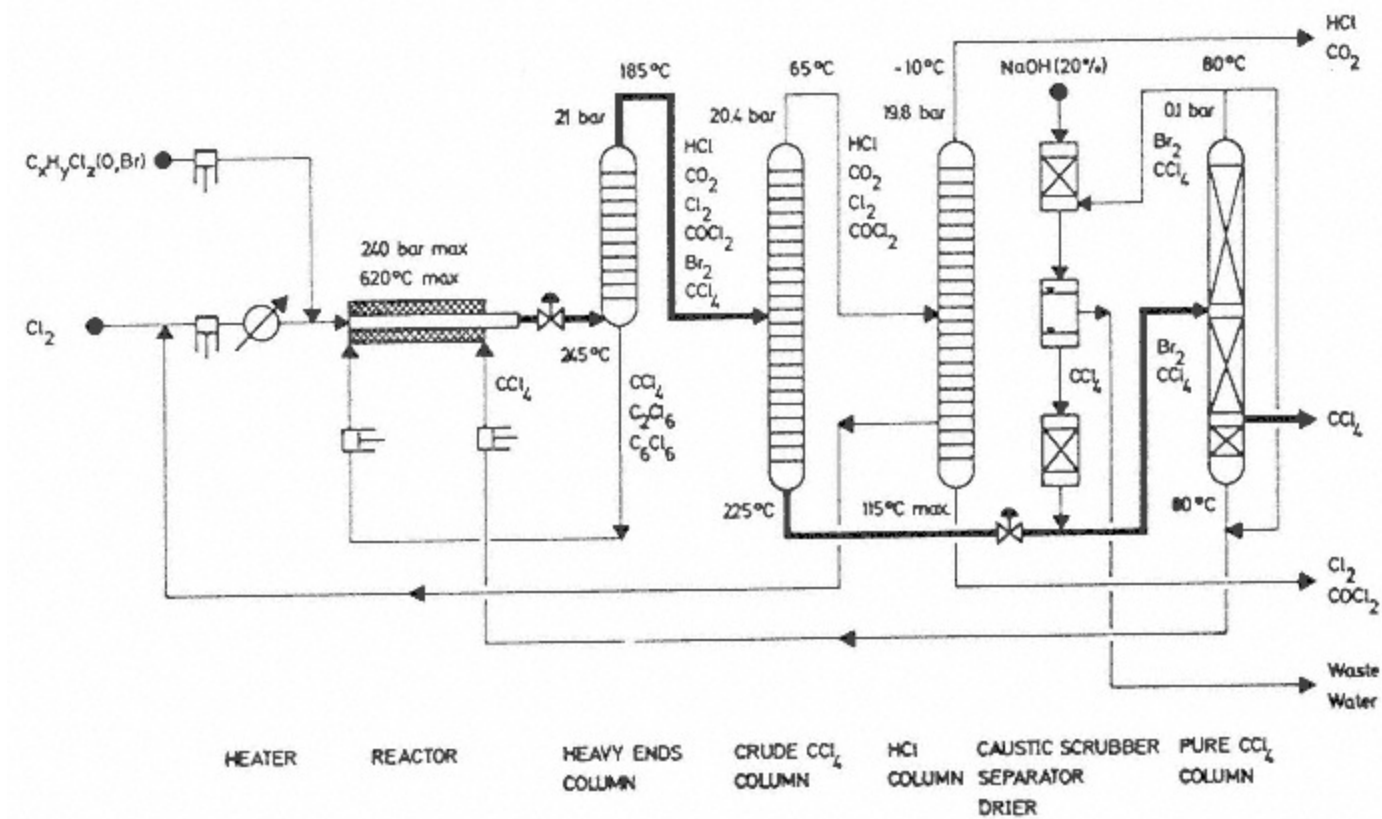 HCl
CO₂
185°C
65°C
-10°C
NaOH (20%)
80°C
21 bar
20.4 bar
19.8 bar
0.1 bar
CₓHᵧCl₂(O,Br)
HCl
CO₂
Cl₂
COCl₂
Br₂
CCl₄
HCl
CO₂
Cl₂
COCl₂
Br₂
CCl₄
240 bar max
620°C max
Cl₂
245°C
CCl₄
CCl₄
C₂Cl₆
C₆Cl₆
CCl₄
Br₂
CCl₄
CCl₄
225°C
115°C max.
80°C
Cl₂
COCl₂
Waste
Water
HEATER
REACTOR
HEAVY ENDS
COLUMN
CRUDE CCl₄
COLUMN
HCl
COLUMN
CAUSTIC SCRUBBER
SEPARATOR
DRIER
PURE CCl₄
COLUMN